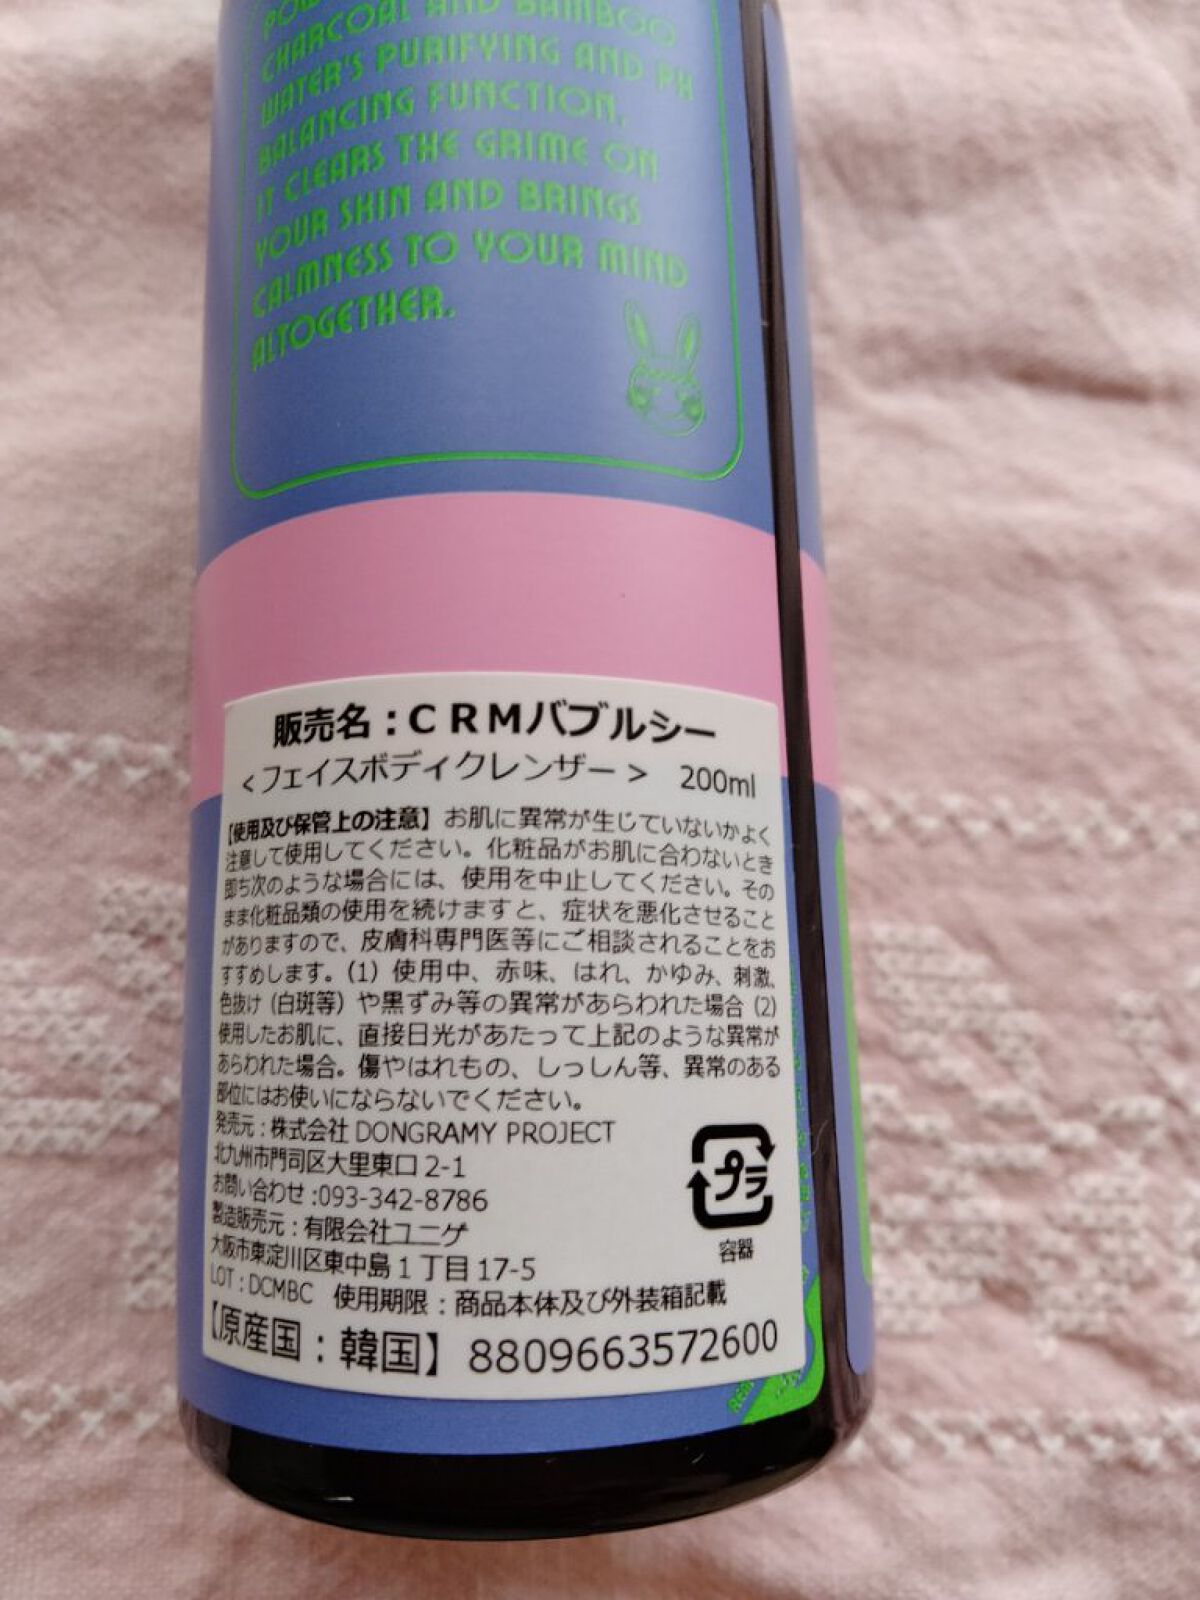 CHARCOAL AND BAMBOO
WATER'S PURIFYING AND PH
BALANCING FUNCTION.
IT CLEARS THE GRIME ON
YOUR SKIN AND BRINGS
CALMNESS TO YOUR MIND
ALTOGETHER.
販売名：ＣＲＭバブルシー
＜フェイスボディクレンザー＞ 200ml
【使用及び保管上の注意】お肌に異常が生じていないかよく
注意して使用してください。化粧品がお肌に合わないとき
即ち次のような場合には、使用を中止してください。その
まま化粧品類の使用を続けますと、症状を悪化させること
がありますので、皮膚科専門医等にご相談されることをお
すすめします。(1) 使用中、赤味、はれ、かゆみ、刺激、
色抜け（白斑等）や黒ずみ等の異常があらわれた場合 (2)
使用したお肌に、直接日光があたって上記のような異常が
あらわれた場合。傷やはれもの、しっしん等、異常のある
部位にはお使いにならないでください。
発売元：株式会社 DONGRAMY PROJECT
北九州市門司区大里東口 2-1
お問い合わせ :093-342-8786
製造販売元：有限会社ユニゲ
大阪市東淀川区東中島 1 丁目 17-5
LOT : DCMBC 使用期限：商品本体及び外装箱記載
【原産国：韓国】 8809663572600
プラ
容器